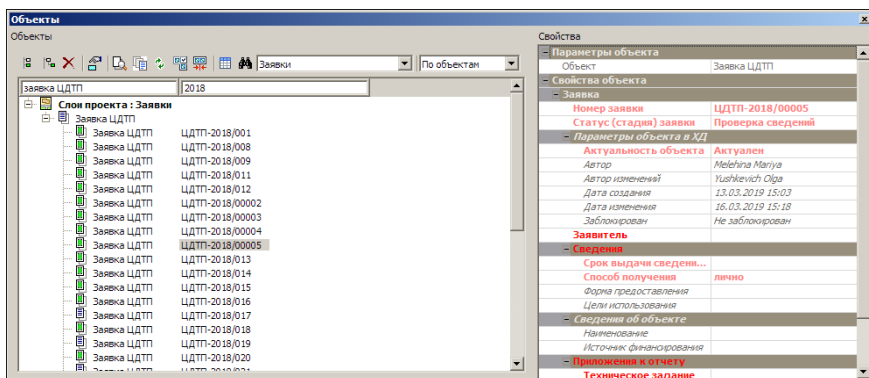 Объекты
Объекты
Заявки
По объектам
заявка ЦДТП 2018
Слои проекта : Заявки
Заявка ЦДТП
Заявка ЦДТП ЦДТП-2018/001
Заявка ЦДТП ЦДТП-2018/008
Заявка ЦДТП ЦДТП-2018/009
Заявка ЦДТП ЦДТП-2018/011
Заявка ЦДТП ЦДТП-2018/012
Заявка ЦДТП ЦДТП-2018/00002
Заявка ЦДТП ЦДТП-2018/00003
Заявка ЦДТП ЦДТП-2018/00004
Заявка ЦДТП ЦДТП-2018/00005
Заявка ЦДТП ЦДТП-2018/013
Заявка ЦДТП ЦДТП-2018/014
Заявка ЦДТП ЦДТП-2018/015
Заявка ЦДТП ЦДТП-2018/016
Заявка ЦДТП ЦДТП-2018/017
Заявка ЦДТП ЦДТП-2018/018
Заявка ЦДТП ЦДТП-2018/019
Заявка ЦДТП ЦДТП-2018/020
Свойства
Параметры объекта
Объект Заявка ЦДТП
Свойства объекта
Заявка
Номер заявки ЦДТП-2018/00005
Статус (стадия) заявки Проверка сведений
Параметры объекта в ХД
Актуальность объекта Актуален
Автор Melehina Mariya
Автор изменений Yushkevich Olga
Дата создания 13.03.2019 15:03
Дата изменения 16.03.2019 15:18
Заблокирован Не заблокирован
Заявитель
Сведения
Срок выдачи сведени...
Способ получения лично
Форма предоставления
Цели использования
Сведения об объекте
Наименование
Источник финансирования
Приложения к отчету
Техническое задание